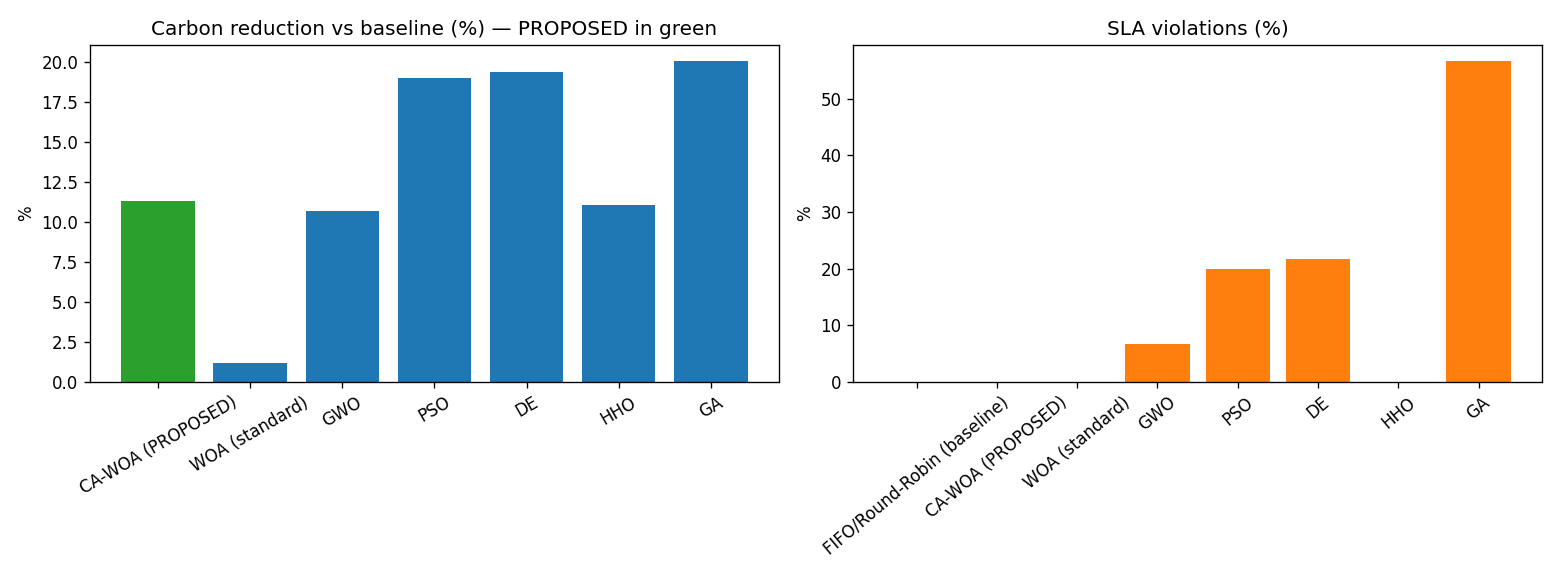 Carbon reduction vs baseline (%) — PROPOSED in green
%
20.0
17.5
15.0
12.5
10.0
7.5
5.0
2.5
0.0
CA-WOA (PROPOSED)
WOA (standard)
GWO
PSO
DE
HHO
GA
SLA violations (%)
%
50
40
30
20
10
0
FIFO/Round-Robin (baseline)
CA-WOA (PROPOSED)
WOA (standard)
GWO
PSO
DE
HHO
GA